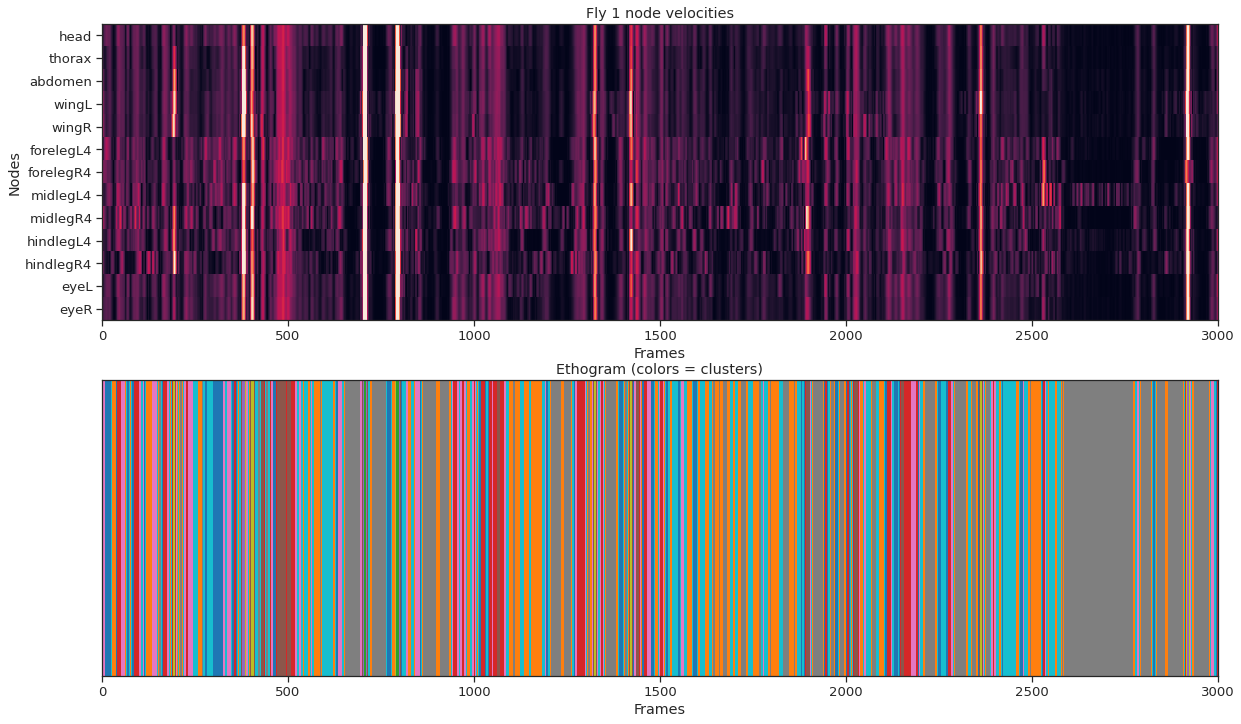 Fly 1 node velocities
Nodes
head
thorax
abdomen
wingL
wingR
forelegL4
forelegR4
midlegL4
midlegR4
hindlegL4
hindlegR4
eyeL
eyeR
0 500 1000 1500 2000 2500 3000
Frames
Ethogram (colors = clusters)
0 500 1000 1500 2000 2500 3000
Frames